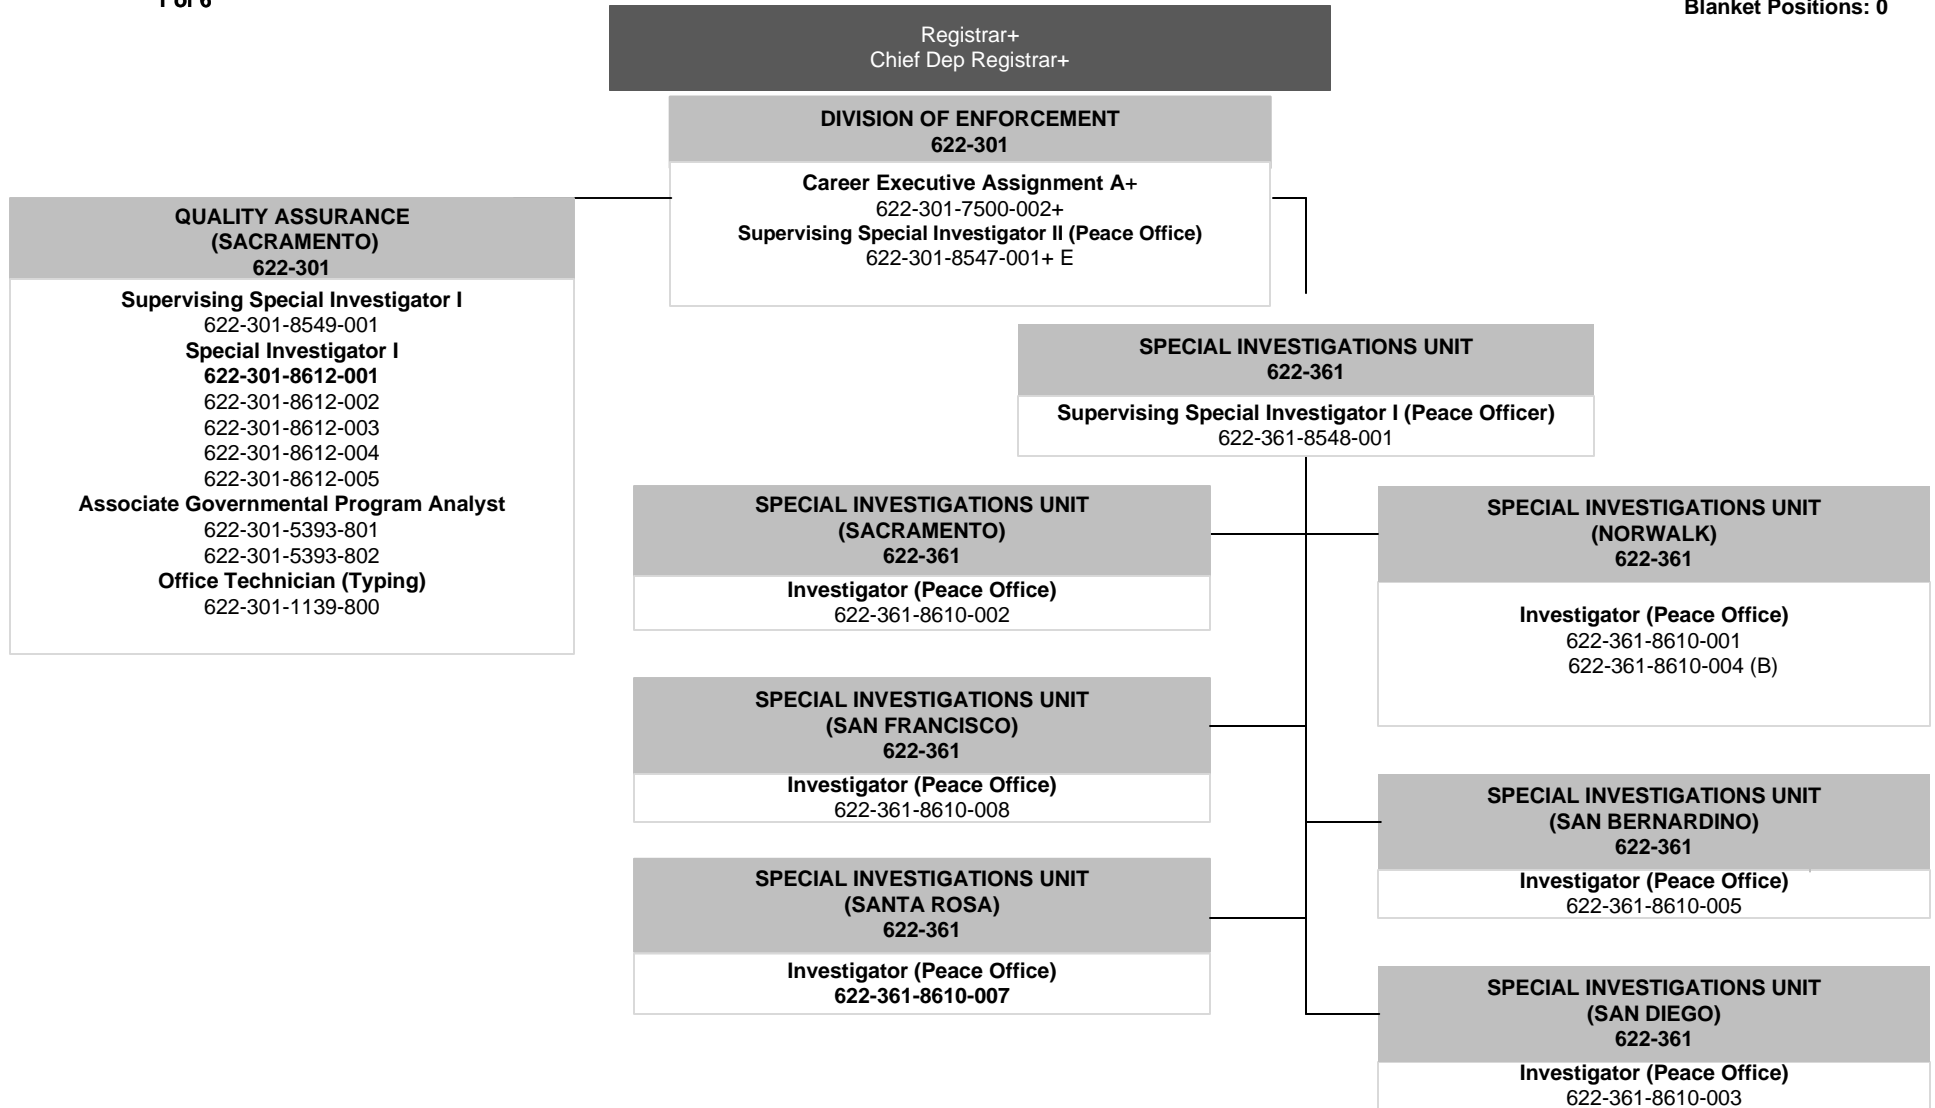 1 of 6
Blanket Positions: 0
Registrar+
Chief Dep Registrar+
DIVISION OF ENFORCEMENT
622-301
Career Executive Assignment A+
622-301-7500-002+
Supervising Special Investigator II (Peace Office)
622-301-8547-001+ E
QUALITY ASSURANCE
(SACRAMENTO)
622-301
Supervising Special Investigator I
622-301-8549-001
Special Investigator I
622-301-8612-001
622-301-8612-002
622-301-8612-003
622-301-8612-004
622-301-8612-005
Associate Governmental Program Analyst
622-301-5393-801
622-301-5393-802
Office Technician (Typing)
622-301-1139-800
SPECIAL INVESTIGATIONS UNIT
622-361
Supervising Special Investigator I (Peace Officer)
622-361-8548-001
SPECIAL INVESTIGATIONS UNIT
(SACRAMENTO)
622-361
Investigator (Peace Office)
622-361-8610-002
SPECIAL INVESTIGATIONS UNIT
(NORWALK)
622-361
Investigator (Peace Office)
622-361-8610-001
622-361-8610-004 (B)
SPECIAL INVESTIGATIONS UNIT
(SAN FRANCISCO)
622-361
Investigator (Peace Office)
622-361-8610-008
SPECIAL INVESTIGATIONS UNIT
(SAN BERNARDINO)
622-361
Investigator (Peace Office)
622-361-8610-005
SPECIAL INVESTIGATIONS UNIT
(SANTA ROSA)
622-361
Investigator (Peace Office)
622-361-8610-007
SPECIAL INVESTIGATIONS UNIT
(SAN DIEGO)
622-361
Investigator (Peace Office)
622-361-8610-003